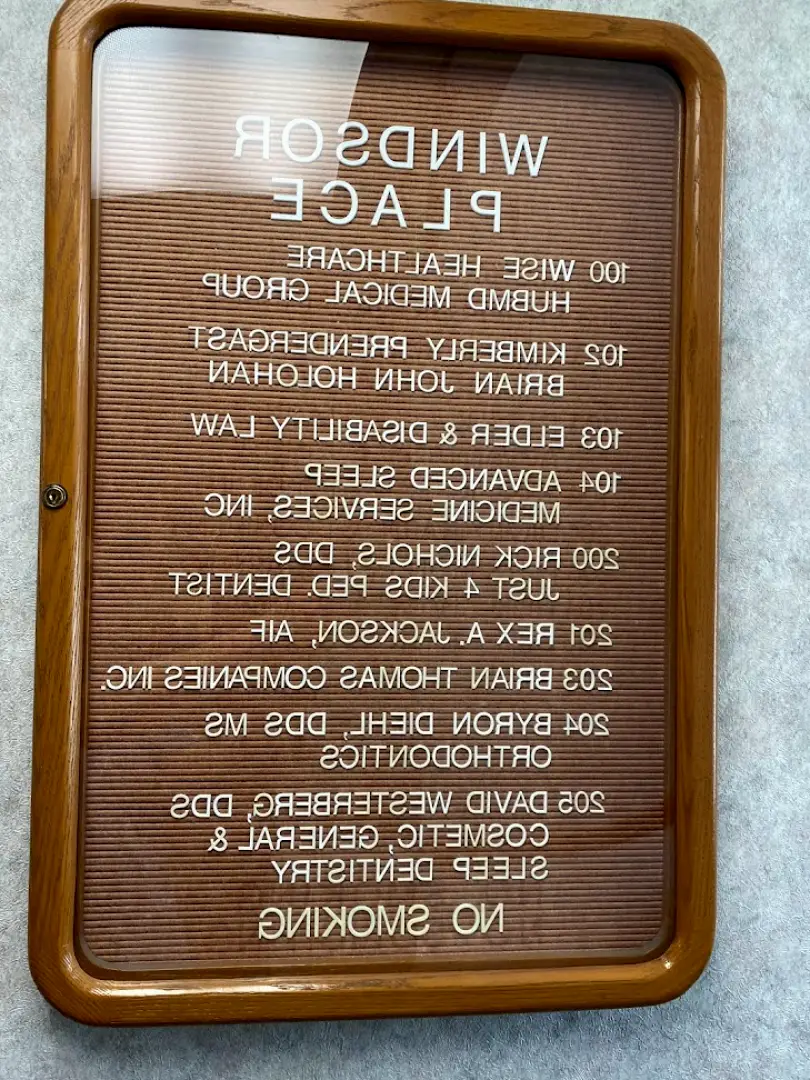 WINDSOR
PLACE
100 WISE HEALTHCARE
HUBMD MEDICAL GROUP
102 KIMBERLY PRENDERGAST
BRIAN JOHN HOLOHAN
103 ELDER & DISABILITY LAW
104 ADVANCED SLEEP
MEDICINE SERVICES, INC
200 RICK NICHOLS, DDS
JUST 4 KIDS PED. DENTIST
201 REX A. JACKSON, AIF
203 BRIAN THOMAS COMPANIES INC.
204 BYRON DIEHL, DDS MS
ORTHODONTICS
205 DAVID WESTERBERG, DDS
COSMETIC, GENERAL &
SLEEP DENTISTRY
NO SMOKING